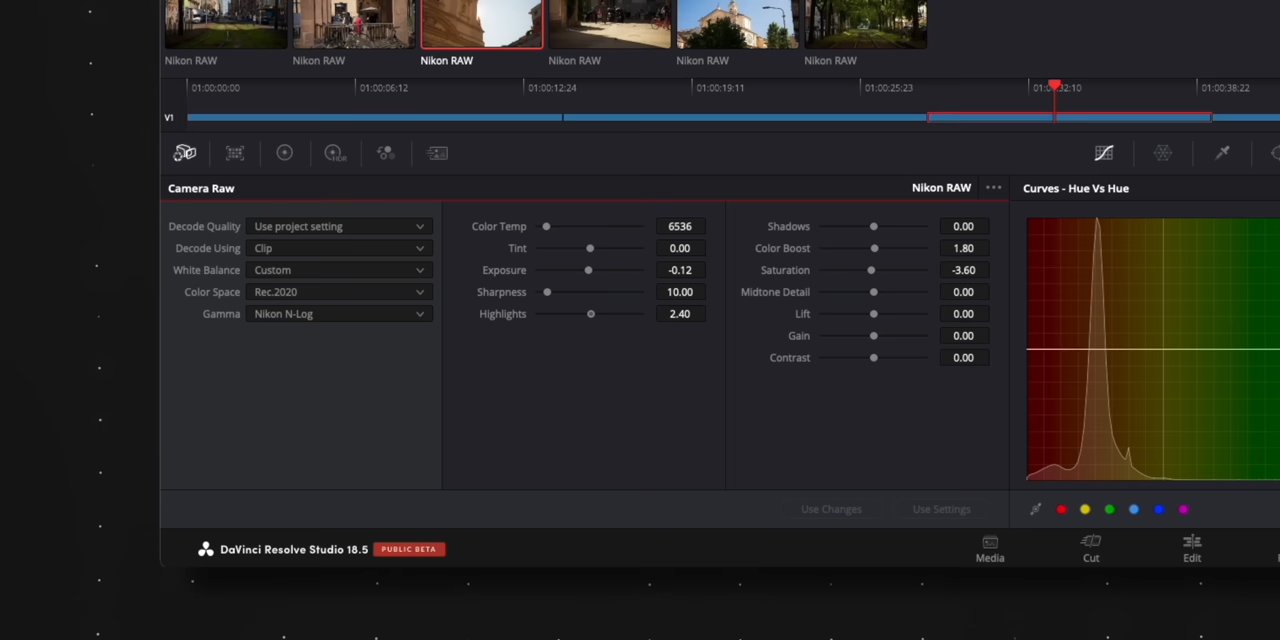 Nikon RAW Nikon RAW Nikon RAW Nikon RAW Nikon RAW Nikon RAW
01:00:00:00 01:00:06:12 01:00:12:24 01:00:19:11 01:00:25:23 01:00:32:10 01:00:38:22
V1
HDR
Camera Raw Nikon RAW Curves - Hue Vs Hue
Decode Quality Use project setting Color Temp 6536 Shadows 0.00
Decode Using Clip Tint 0.00 Color Boost 1.80
White Balance Custom Exposure -0.12 Saturation -3.60
Color Space Rec.2020 Sharpness 10.00 Midtone Detail 0.00
Gamma Nikon N-Log Highlights 2.40 Lift 0.00
Gain 0.00
Contrast 0.00
Use Changes Use Settings
DaVinci Resolve Studio 18.5 PUBLIC BETA
Media Cut Edit